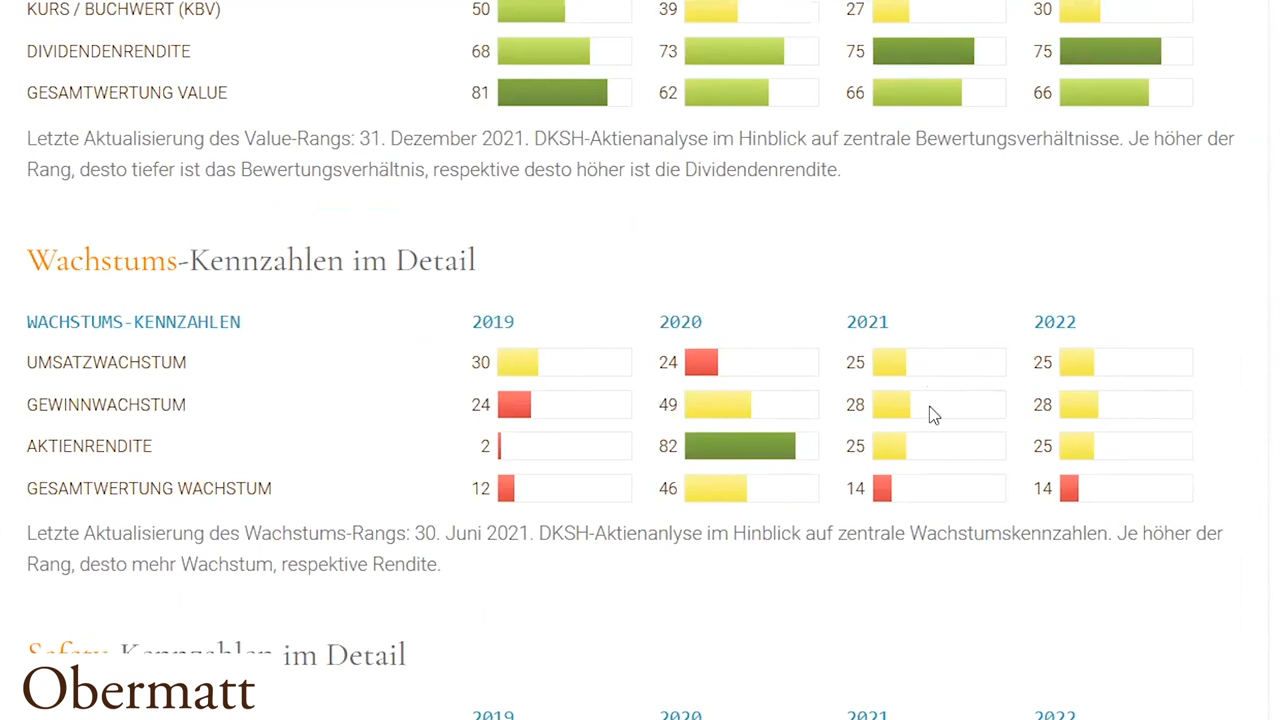 KURS / BUCHWERT (KBV) 50 39 27 30
DIVIDENDENRENDITE 68 73 75 75
GESAMTWERTUNG VALUE 81 62 66 66
Letzte Aktualisierung des Value-Rangs: 31. Dezember 2021. DKSH-Aktienanalyse im Hinblick auf zentrale Bewertungsverhältnisse. Je höher der
Rang, desto tiefer ist das Bewertungsverhältnis, respektive desto höher ist die Dividendenrendite.
Wachstums-Kennzahlen im Detail
WACHSTUMS-KENNZAHLEN 2019 2020 2021 2022
UMSATZWACHSTUM 30 24 25 25
GEWINNWACHSTUM 24 49 28 28
AKTIENRENDITE 2 82 25 25
GESAMTWERTUNG WACHSTUM 12 46 14 14
Letzte Aktualisierung des Wachstums-Rangs: 30. Juni 2021. DKSH-Aktienanlyse im Hinblick auf zentrale Wachstumskennzahlen. Je höher der
Rang, desto mehr Wachstum, respektive Rendite.
Safety-Kennzahlen im Detail
Obermatt
2019 2020 2021 2022